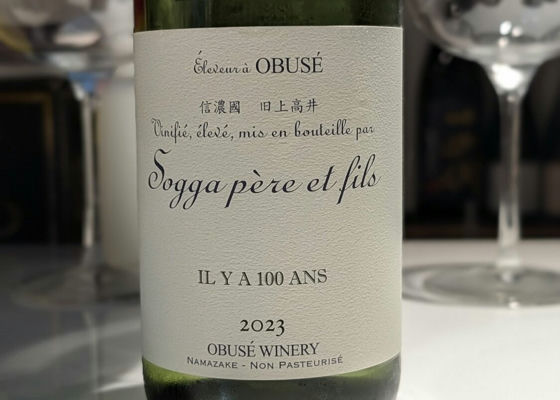 Éleveur à OBUSÉ
信濃國 旧上高井
Vinifié, élevé, mis en bouteille par
Sogga père et fils
IL Y A 100 ANS
2023
OBUSÉ WINERY
NAMAZAKE - NON PASTEURISÉ